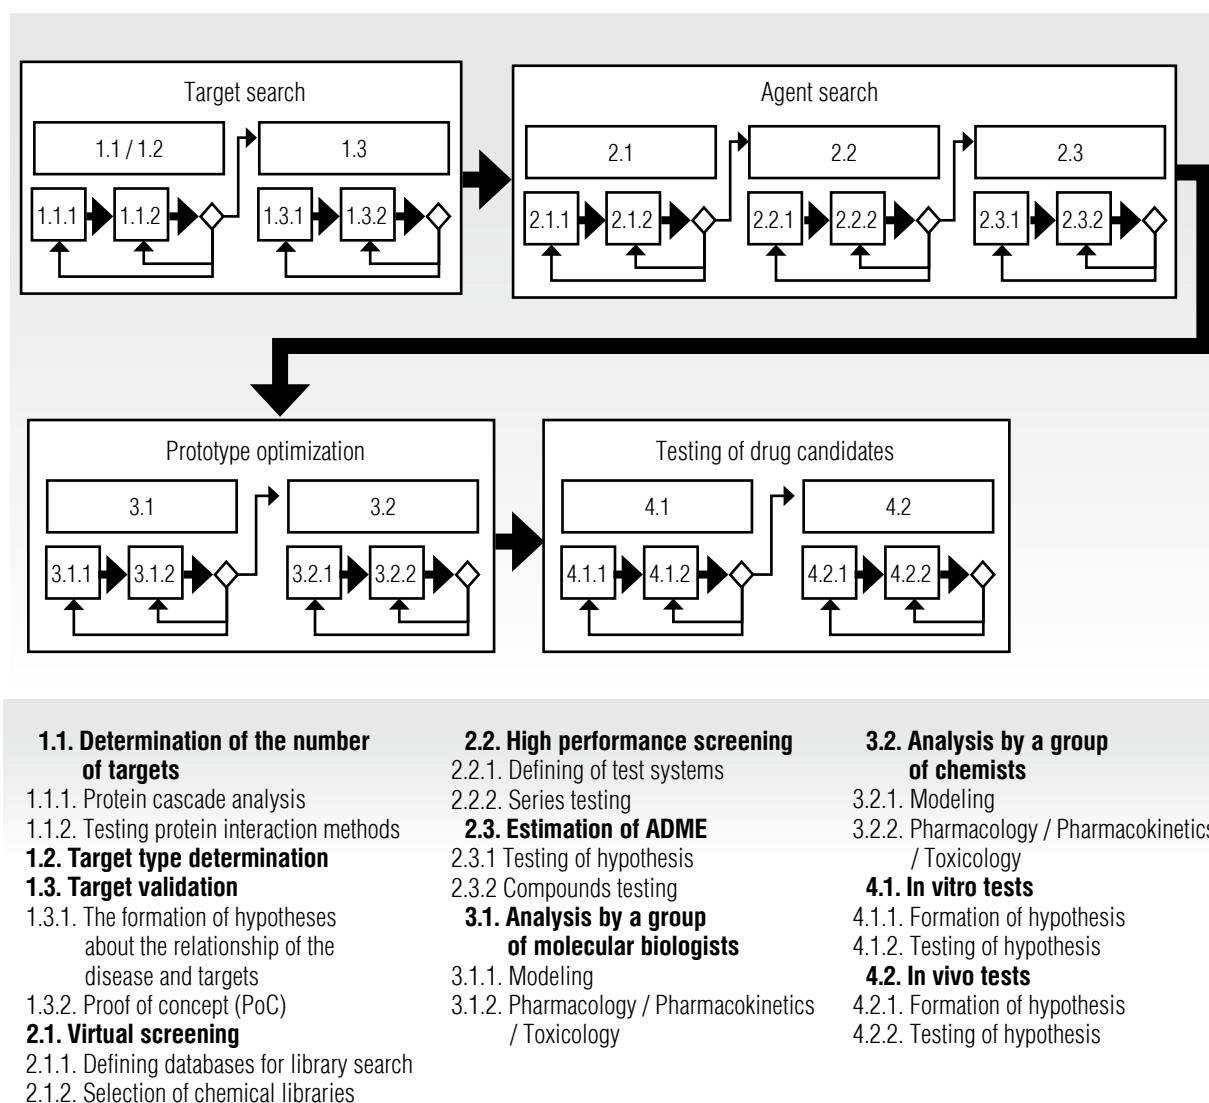 Target search
1.1 / 1.2
1.3
1.1.1
1.1.2
1.3.1
1.3.2
Agent search
2.1
2.2
2.3
2.1.1
2.1.2
2.2.1
2.2.2
2.3.1
2.3.2
Prototype optimization
3.1
3.2
3.1.1
3.1.2
3.2.1
3.2.2
Testing of drug candidates
4.1
4.2
4.1.1
4.1.2
4.2.1
4.2.2
1.1. Determination of the number
of targets
1.1.1. Protein cascade analysis
1.1.2. Testing protein interaction methods
1.2. Target type determination
1.3. Target validation
1.3.1. The formation of hypotheses
about the relationship of the
disease and targets
1.3.2. Proof of concept (PoC)
2.1. Virtual screening
2.1.1. Defining databases for library search
2.1.2. Selection of chemical libraries
2.2. High performance screening
2.2.1. Defining of test systems
2.2.2. Series testing
2.3. Estimation of ADME
2.3.1 Testing of hypothesis
2.3.2 Compounds testing
3.1. Analysis by a group
of molecular biologists
3.1.1. Modeling
3.1.2. Pharmacology / Pharmacokinetics
/ Toxicology
3.2. Analysis by a group
of chemists
3.2.1. Modeling
3.2.2. Pharmacology / Pharmacokinetics
/ Toxicology
4.1. In vitro tests
4.1.1. Formation of hypothesis
4.1.2. Testing of hypothesis
4.2. In vivo tests
4.2.1. Formation of hypothesis
4.2.2. Testing of hypothesis